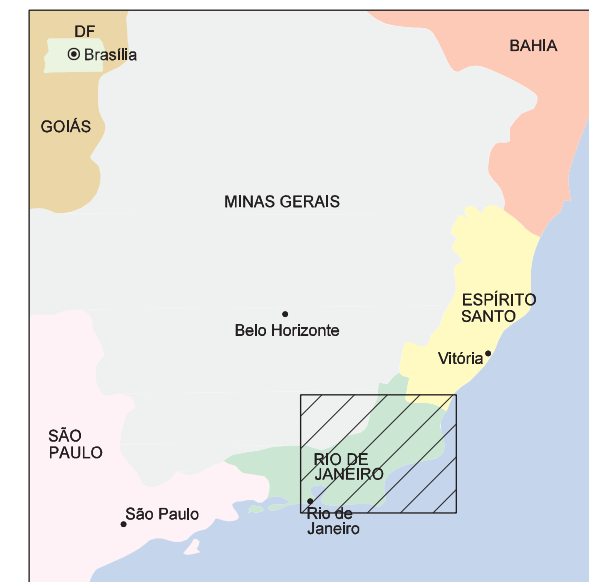 DF
Brasília
BAHIA
GOIÁS
MINAS GERAIS
ESPÍRITO
SANTO
Belo Horizonte
Vitória
SÃO
PAULO
RIO DE
JANEIRO
São Paulo
Rio de
Janeiro